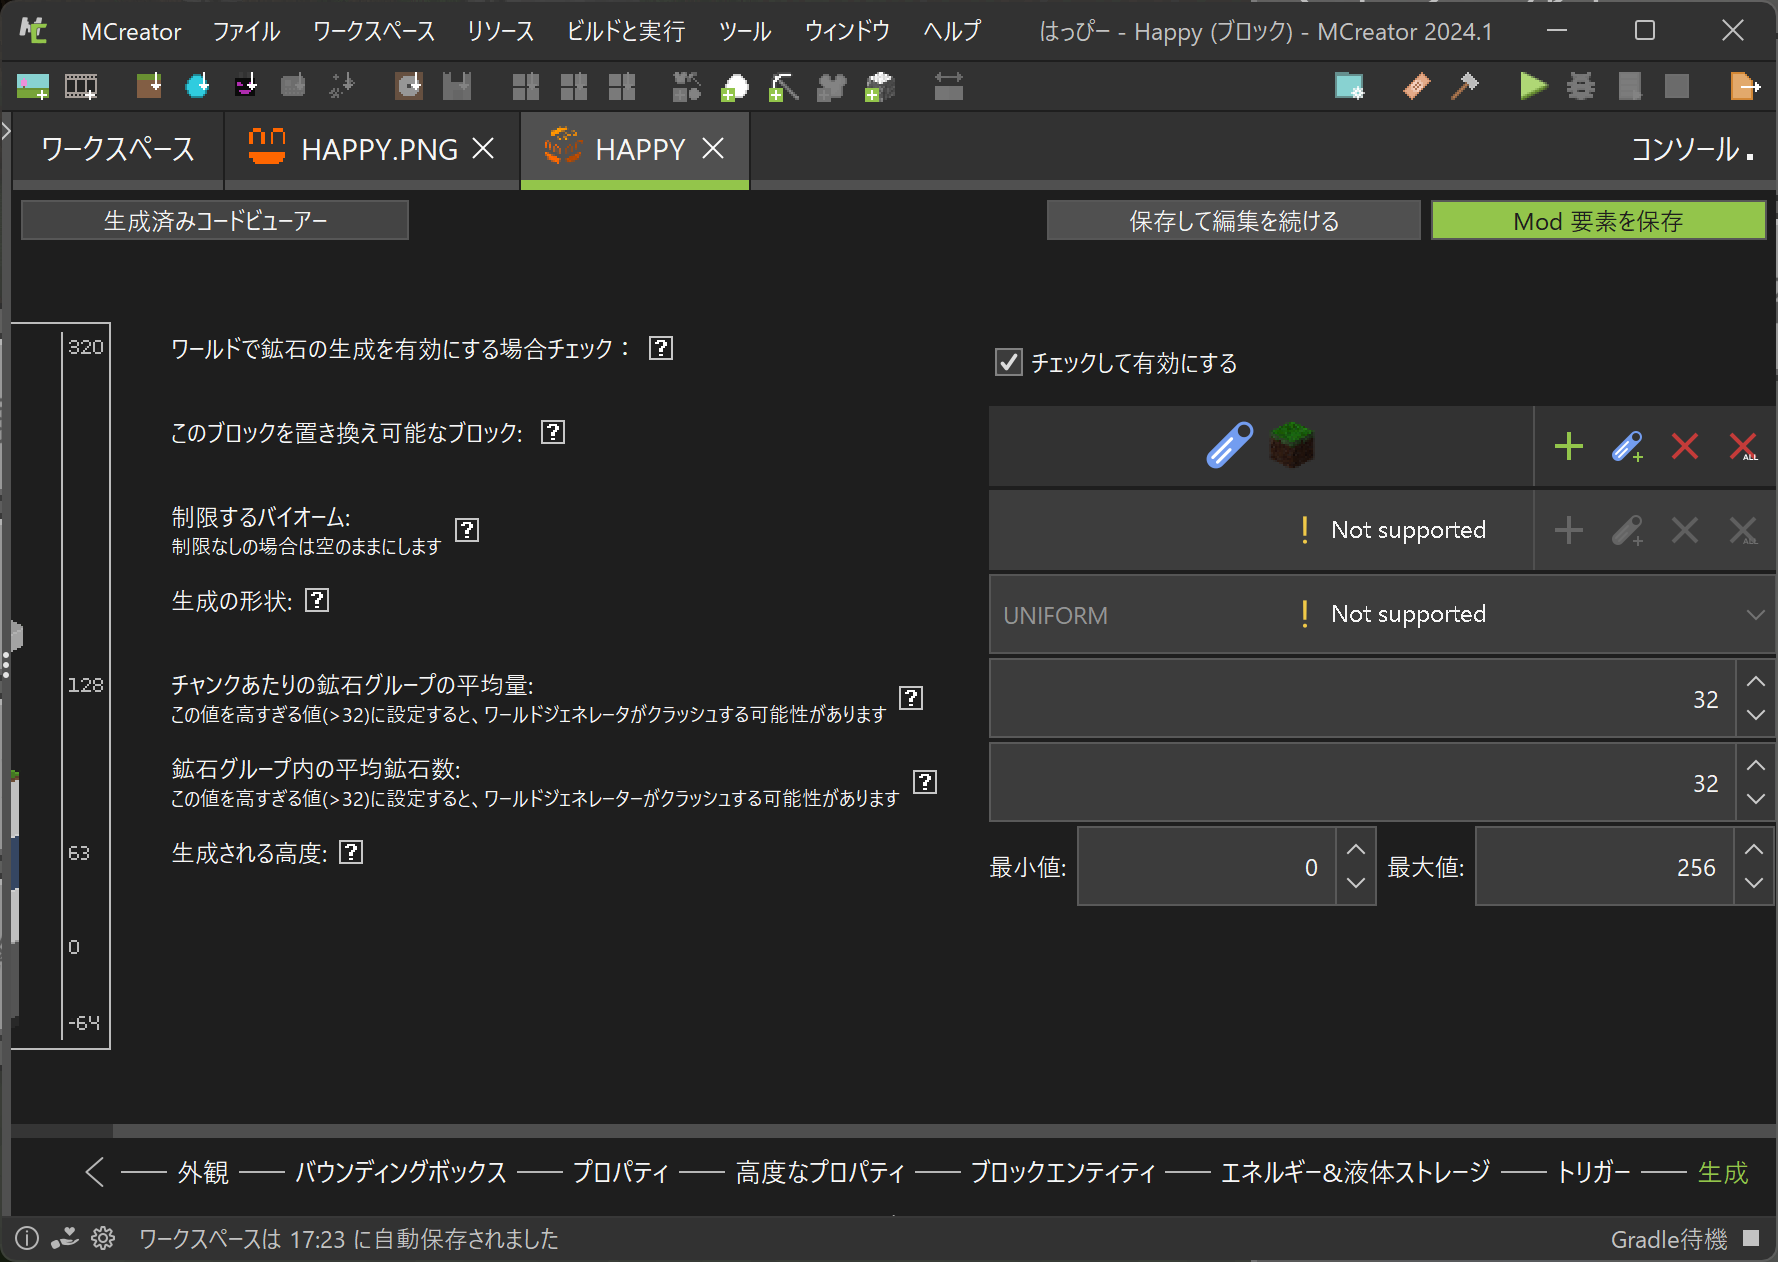 MCreator ファイル ワークスペース リソース ビルドと実行 ツール ウィンドウ ヘルプ はっぴー - Happy (ブロック) - MCreator 2024.1
ワークスペース HAPPY.PNG HAPPY コンソール
生成済みコードビューアー 保存して編集を続ける Mod 要素を保存
320
128
63
0
-64
ワールドで鉱石の生成を有効にする場合チェック：
チェックして有効にする
このブロックを置き換え可能なブロック:
ALL
制限するバイオーム:
制限なしの場合は空のままにします
! Not supported
ALL
生成の形状:
UNIFORM ! Not supported
チャンクあたりの鉱石グループの平均量:
この値を高すぎる値(>32)に設定すると、ワールドジェネレータがクラッシュする可能性があります
32
鉱石グループ内の平均鉱石数:
この値を高すぎる値(>32)に設定すると、ワールドジェネレーターがクラッシュする可能性があります
32
生成される高度:
最小値: 0 最大値: 256
外観 バウンディングボックス プロパティ 高度なプロパティ ブロックエンティティ エネルギー&液体ストレージ トリガー 生成
ワークスペースは 17:23 に自動保存されました
Gradle待機